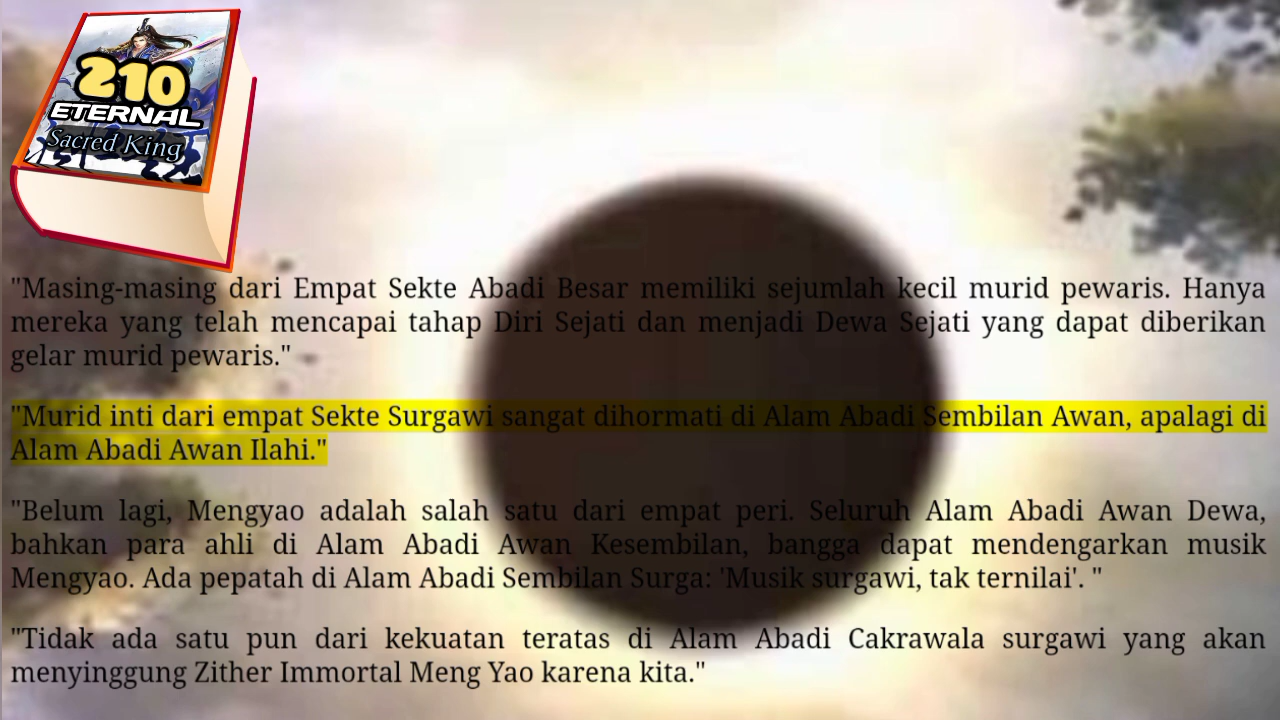 210
ETERNAL
Sacred King
"Masing-masing dari Empat Sekte Abadi Besar memiliki sejumlah kecil murid pewaris. Hanya
mereka yang telah mencapai tahap Diri Sejati dan menjadi Dewa Sejati yang dapat diberikan
gelar murid pewaris."
"Murid inti dari empat Sekte Surgawi sangat dihormati di Alam Abadi Sembilan Awan, apalagi di
Alam Abadi Awan Ilahi."
"Belum lagi, Mengyao adalah salah satu dari empat peri. Seluruh Alam Abadi Awan Dewa,
bahkan para ahli di Alam Abadi Awan Kesembilan, bangga dapat mendengarkan musik
Mengyao. Ada pepatah di Alam Abadi Sembilan Surga: 'Musik surgawi, tak ternilai'. "
"Tidak ada satu pun dari kekuatan teratas di Alam Abadi Cakrawala surgawi yang akan
menyinggung Zither Immortal Meng Yao karena kita."